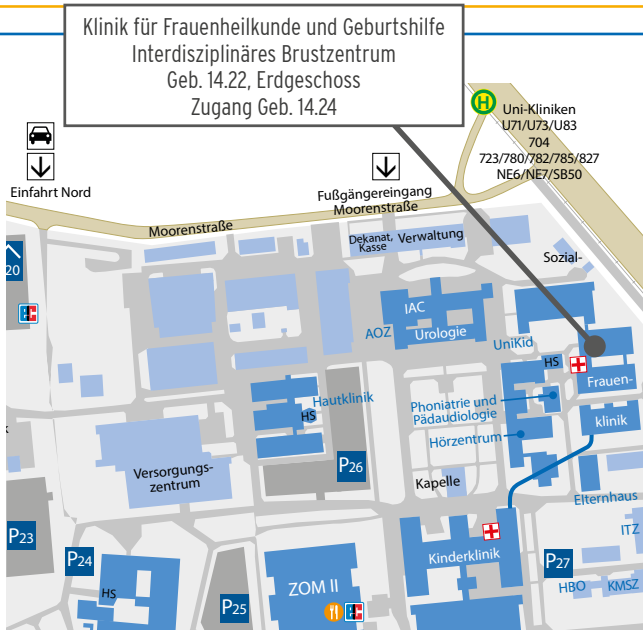 Klinik für Frauenheilkunde und Geburtshilfe
Interdisziplinäres Brustzentrum
Geb. 14.22, Erdgeschoss
Zugang Geb. 14.24
H
Uni-Kliniken
U71/U73/U83
704
723/780/782/785/827
NE6/NE7/SB50
Einfahrt Nord
Fußgängereingang
Moorenstraße
Moorenstraße
Dekanat,
Kasse
Verwaltung
Sozial-
20
EC
IAC
AOZ
Urologie
UniKid
HS
Frauen-
klinik
Hautklinik
HS
Phoniatrie und
Pädaudiologie
Hörzentrum
k
Versorgungs-
zentrum
P26
Kapelle
Elternhaus
P23
ITZ
P24
Kinderklinik
P27
HS
ZOM II
HBO
KMSZ
P25
EC